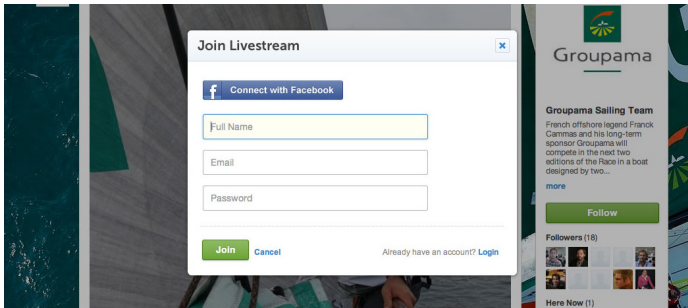 Join Livestream
×
f Connect with Facebook
Full Name
Email
Password
Join Cancel
Already have an account? Login
Groupama
Groupama Sailing Team
French offshore legend Franck
Cammas and his long-term
sponsor Groupama will
compete in the next two
editions of the Race in a boat
designed by two...
more
Follow
Followers (18)
Here Now (1)